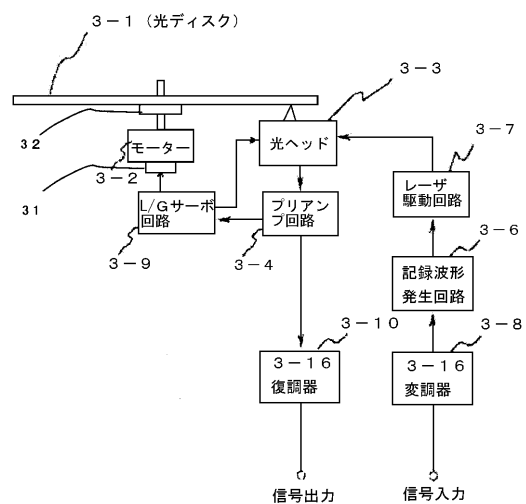 3-1(光ディスク)
3-3
32
モーター
光ヘッド
3-7
3-2
31
L/Gサーボ
回路
プリアン
プ回路
レーザ
駆動回路
3-9
3-4
3-6
記録波形
発生回路
3-10
3-8
3-16
復調器
3-16
変調器
信号出力
信号入力